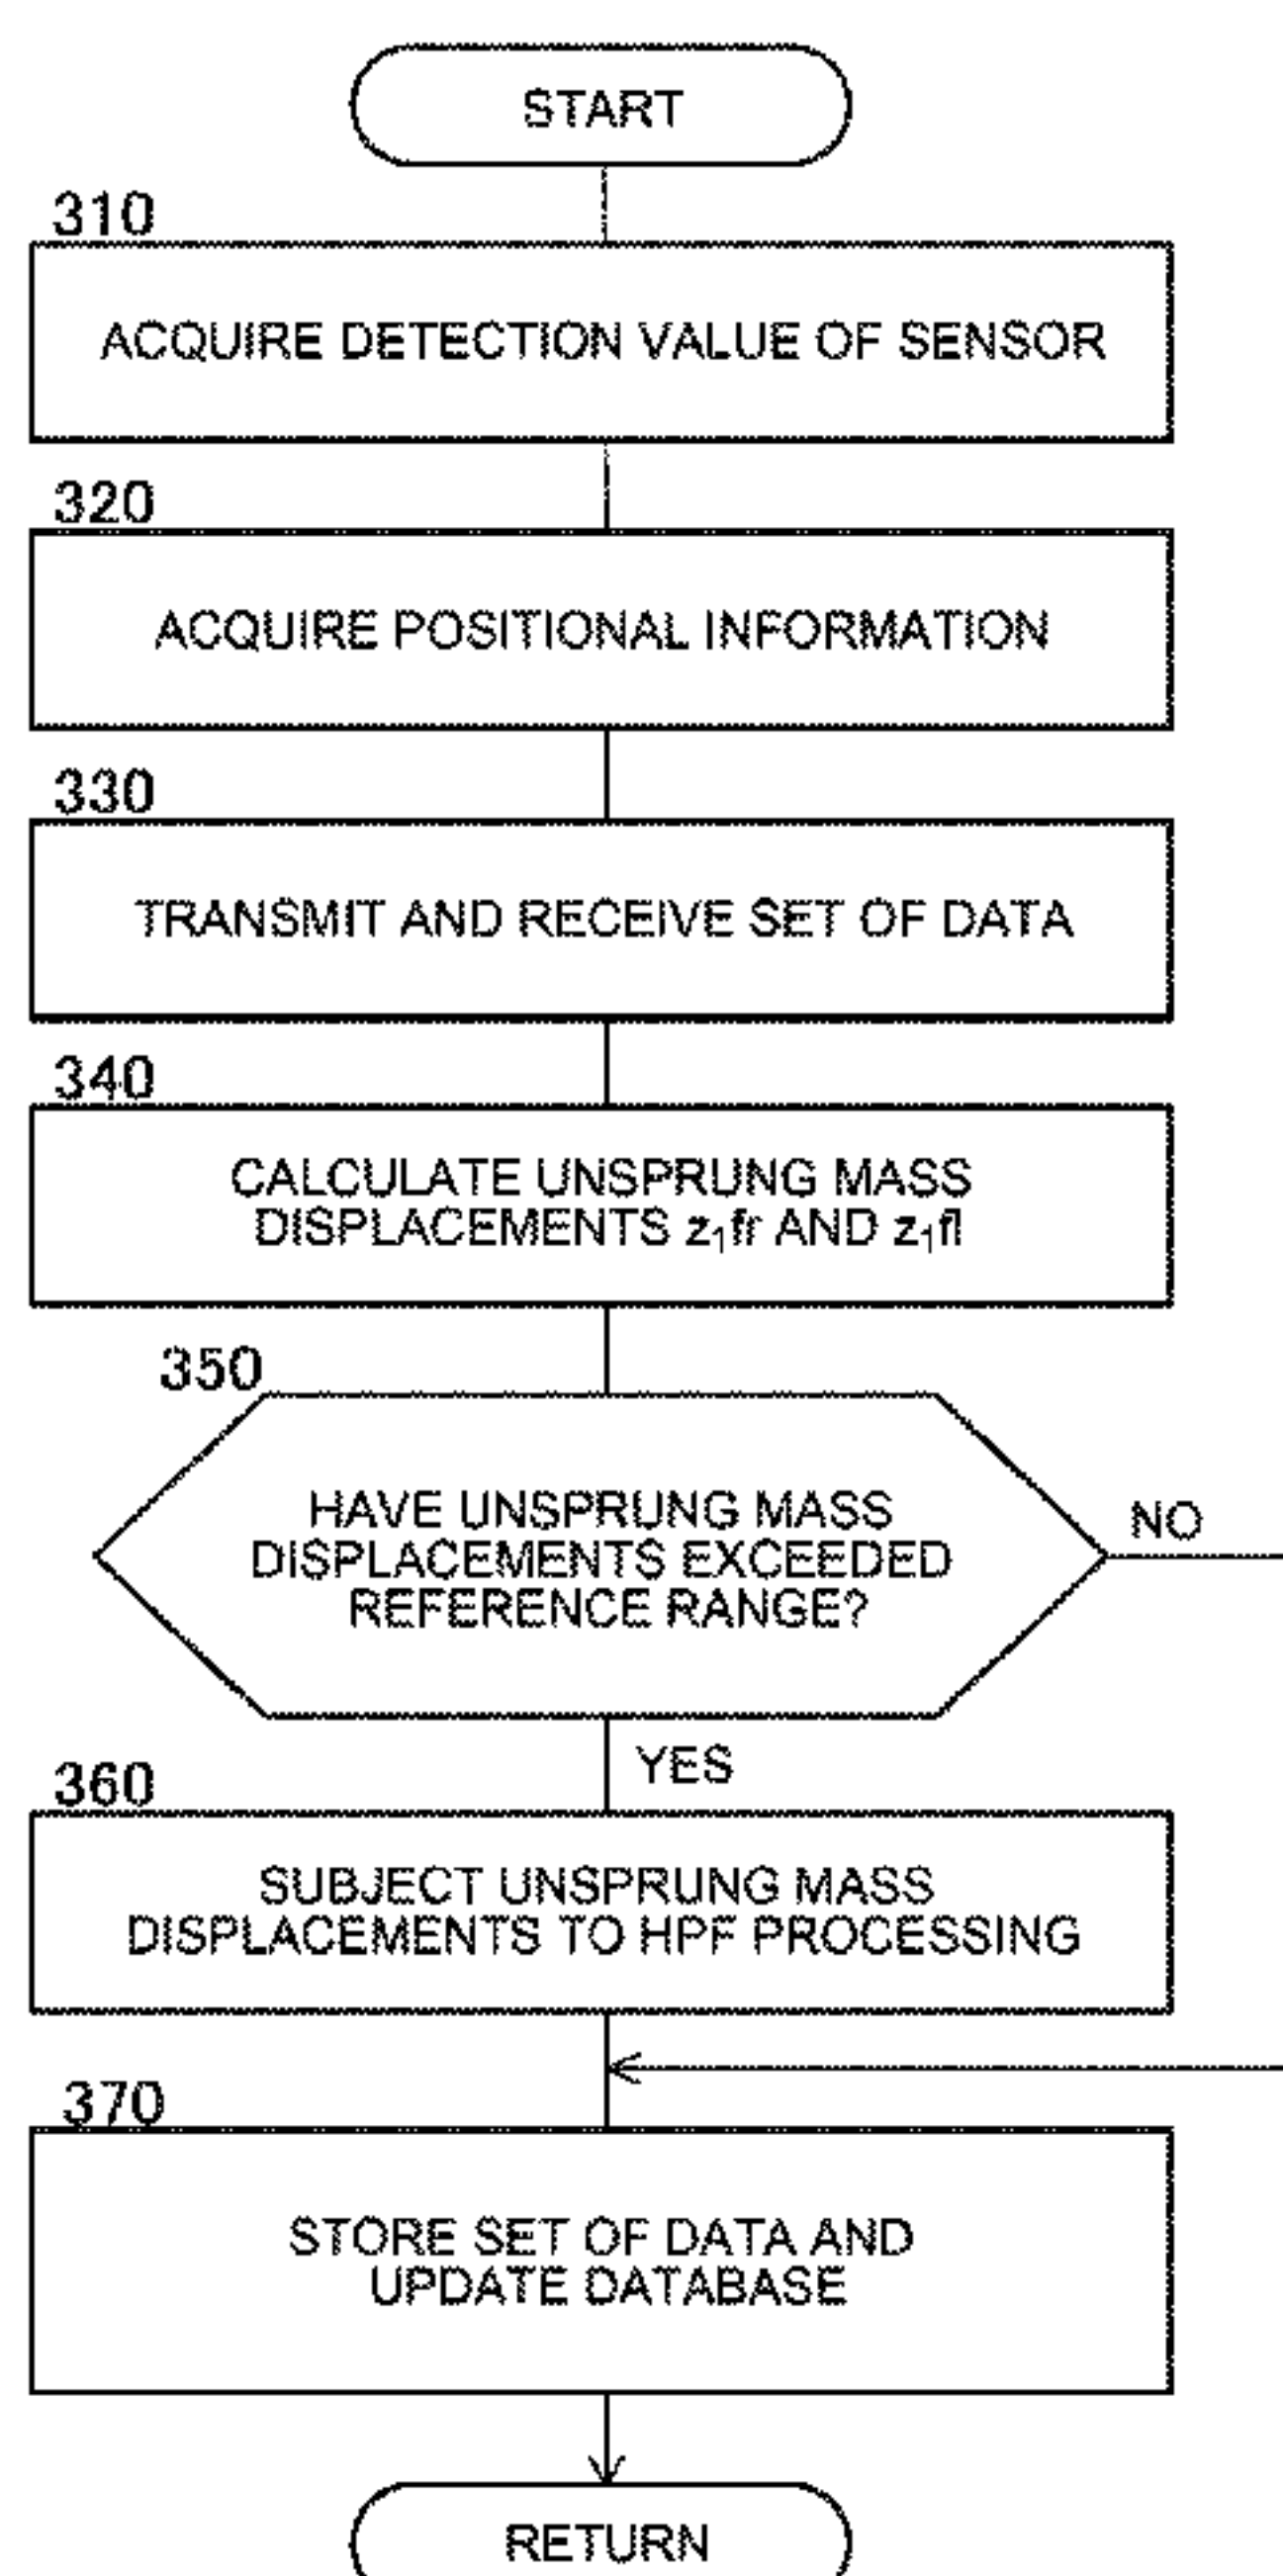 START
310
ACQUIRE DETECTION VALUE OF SENSOR
320
ACQUIRE POSITIONAL INFORMATION
330
TRANSMIT AND RECEIVE SET OF DATA
340
CALCULATE UNSPRUNG MASS
DISPLACEMENTS z₁fr AND z₁fl
350
HAVE UNSPRUNG MASS
DISPLACEMENTS EXCEEDED
REFERENCE RANGE?
NO
YES
360
SUBJECT UNSPRUNG MASS
DISPLACEMENTS TO HPF PROCESSING
370
STORE SET OF DATA AND
UPDATE DATABASE
RETURN